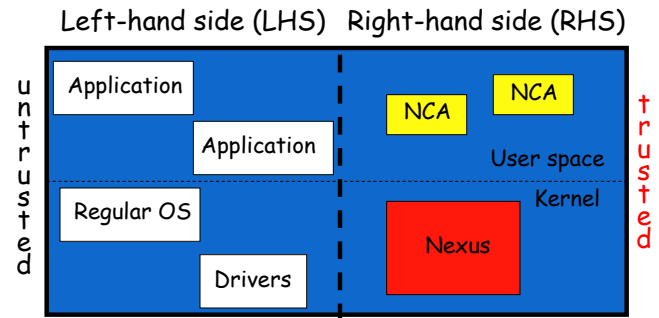 Left-hand side (LHS)
Right-hand side (RHS)
untrusted
Application
Application
Regular OS
Drivers
NCA
NCA
User space
Kernel
Nexus
trusted